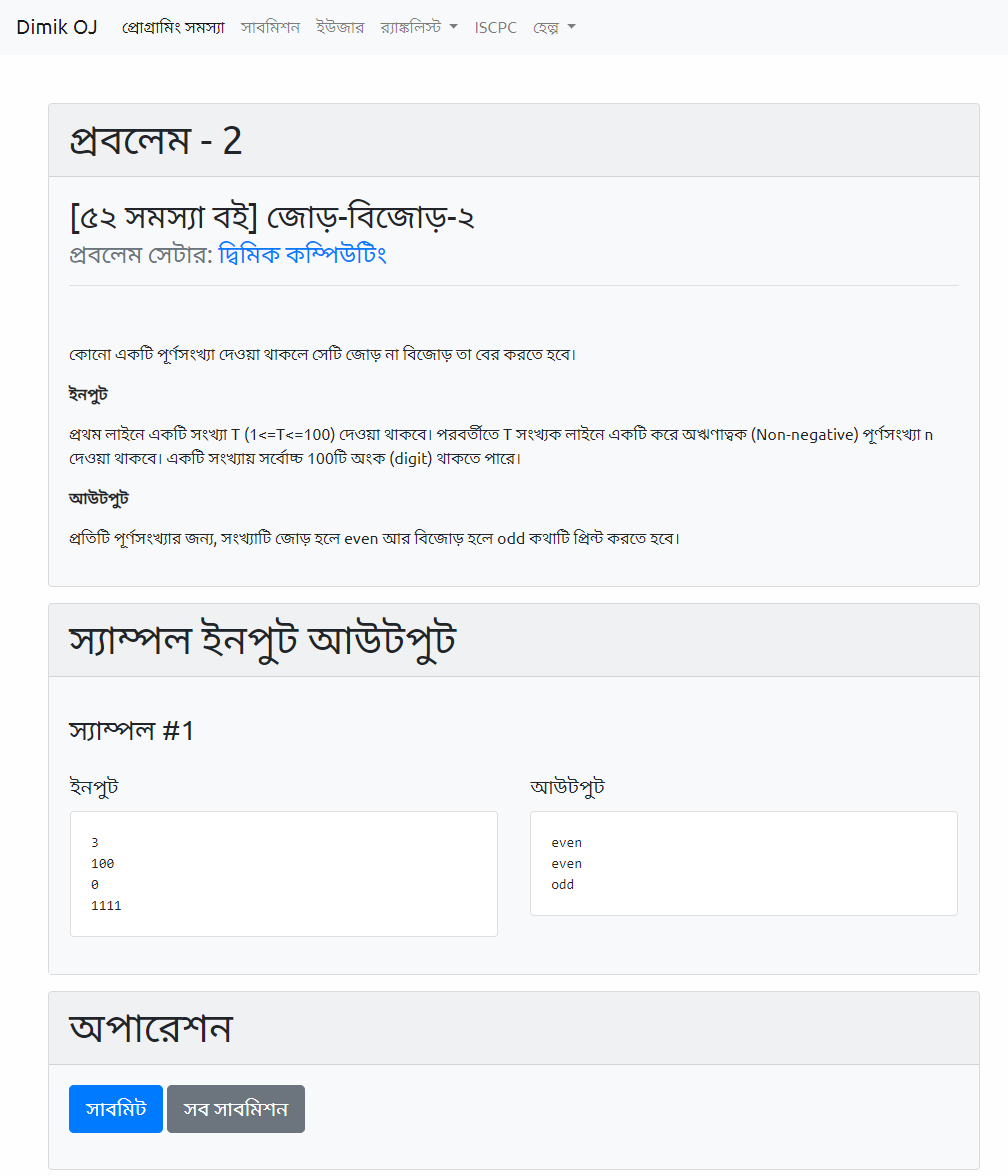 Dimik OJ প্রোগ্রামিং সমস্যা সাবমিশন ইউজার র‍্যাঙ্কলিস্ট ISCPC হেল্প
প্রবলেম - 2
[৫২ সমস্যা বই] জোড়-বিজোড়-২
প্রবলেম সেটার: দ্বিমিক কম্পিউটিং
কোনো একটি পূর্ণসংখ্যা দেওয়া থাকলে সেটি জোড় না বিজোড় তা বের করতে হবে।
ইনপুট
প্রথম লাইনে একটি সংখ্যা T (1<=T<=100) দেওয়া থাকবে। পরবর্তীতে T সংখ্যক লাইনে একটি করে অঋণাত্বক (Non-negative) পূর্ণসংখ্যা n
দেওয়া থাকবে। একটি সংখ্যায় সর্বোচ্চ 100টি অংক (digit) থাকতে পারে।
আউটপুট
প্রতিটি পূর্ণসংখ্যার জন্য, সংখ্যাটি জোড় হলে even আর বিজোড় হলে odd কথাটি প্রিন্ট করতে হবে।
স্যাম্পল ইনপুট আউটপুট
স্যাম্পল #1
ইনপুট
3
100
0
1111
আউটপুট
even
even
odd
অপারেশন
সাবমিট সব সাবমিশন